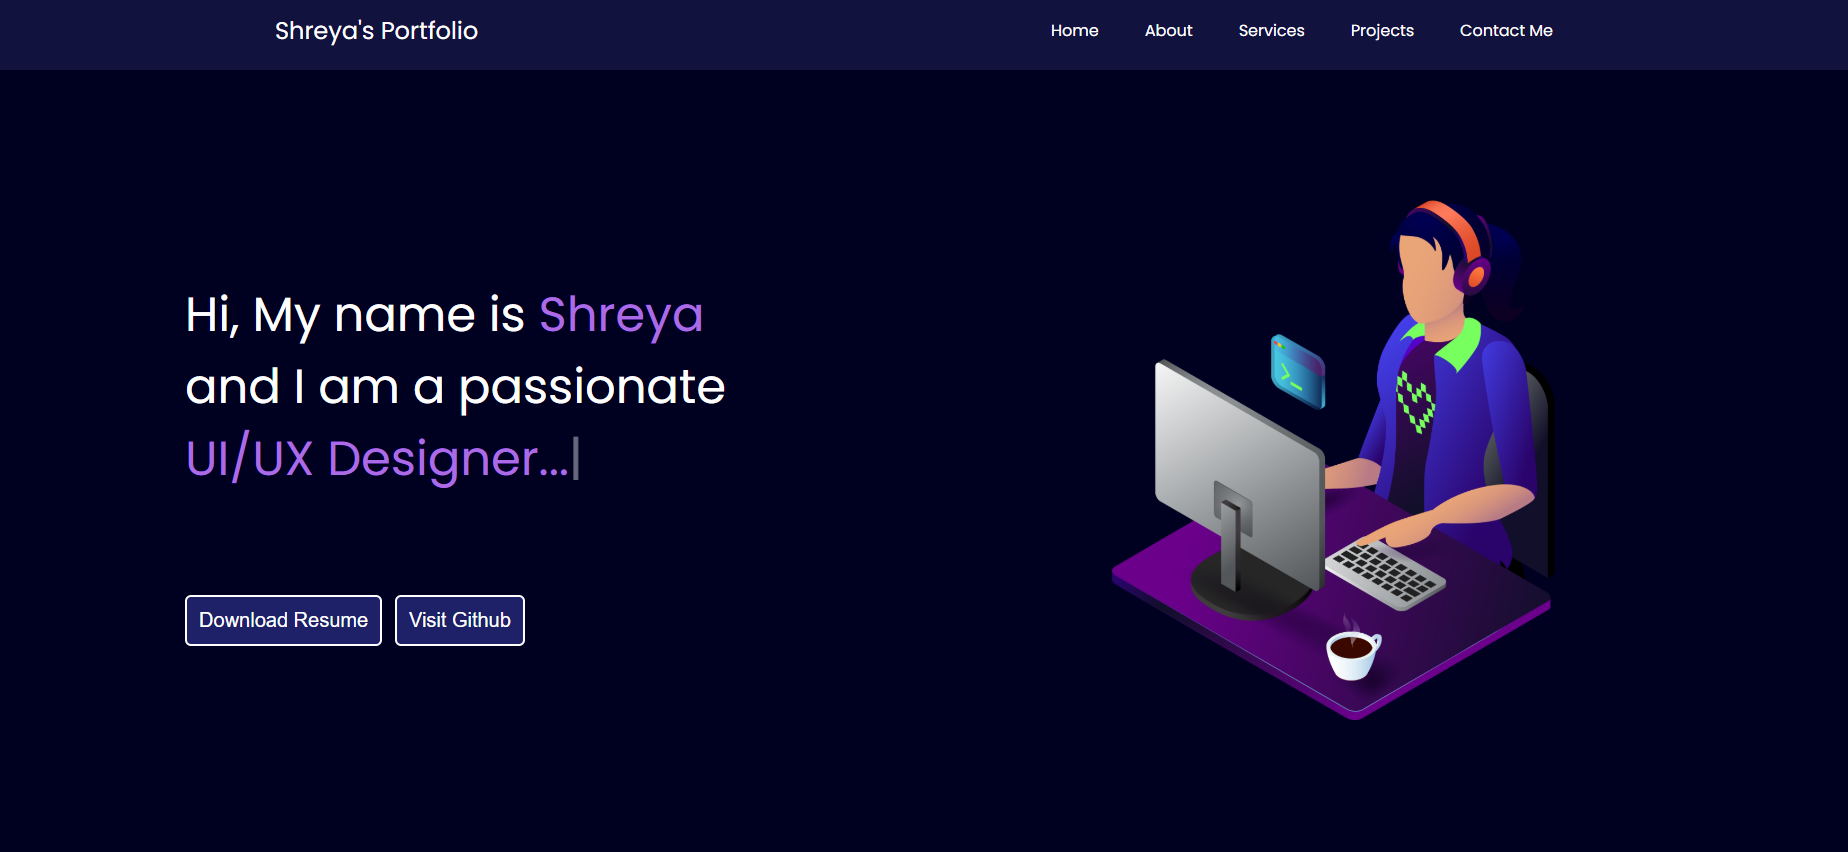 Shreya's Portfolio
Home
About
Services
Projects
Contact Me
Hi, My name is Shreya
and I am a passionate
UI/UX Designer...|
Download Resume
Visit Github